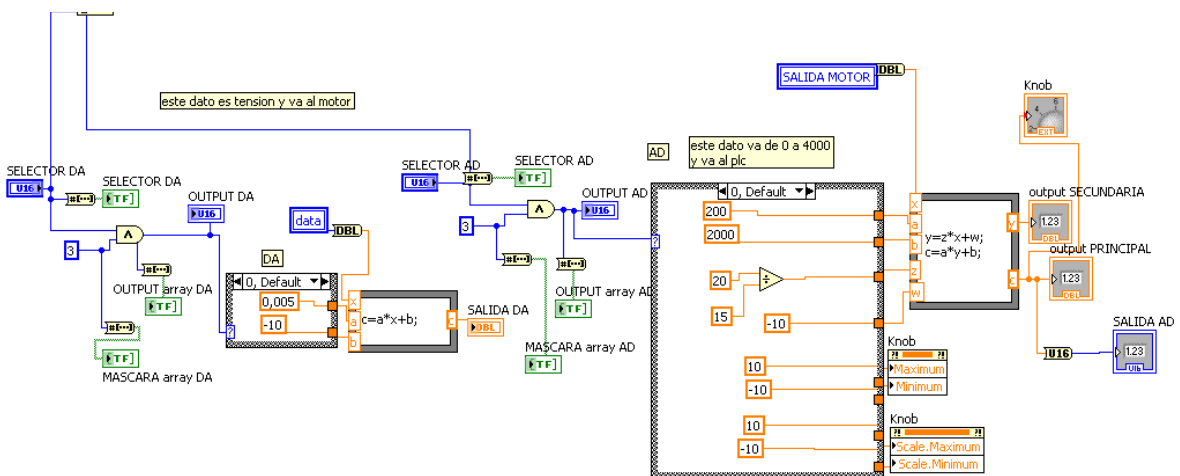 este dato es tension y va al motor
SELECTOR DA
U16
SELECTOR DA
#[...]
TF]
OUTPUT DA
U16
3
#[...]
OUTPUT array DA
TF]
#[...]
TF]
MASCARA array DA
data
DBL
DA
0, Default
0,005
-10
?
x
a
b
c=a*x+b;
c
SALIDA DA
DBL
SELECTOR AD
U16
#[...]
SELECTOR AD
TF]
OUTPUT AD
U16
3
#[...]
#[...]
OUTPUT array AD
TF]
TF]
MASCARA array AD
AD
este dato va de 0 a 4000
y va al plc
0, Default
200
2000
20
15
÷
-10
10
-10
10
-10
?
SALIDA MOTOR
DBL
x
a
b
z
w
y=z*x+w;
c=a*y+b;
y
c
Knob
2
4
6
EXT
output SECUNDARIA
1.23
DBL
output PRINCIPAL
1.23
DBL
U16
SALIDA AD
1.23
U16
Knob
Maximum
Minimum
Knob
Scale.Maximum
Scale.Minimum